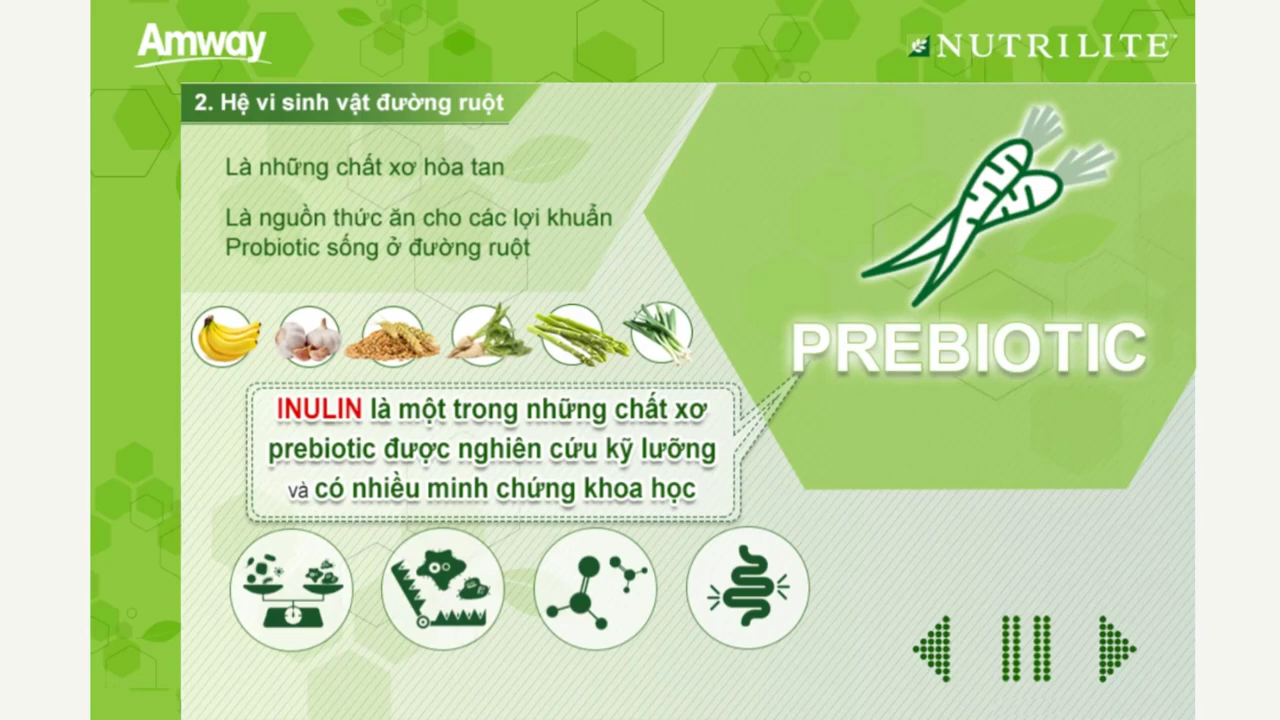 Amway
NUTRILITE™
2. Hệ vi sinh vật đường ruột
Là những chất xơ hòa tan
Là nguồn thức ăn cho các lợi khuẩn
Probiotic sống ở đường ruột
PREBIOTIC
INULIN là một trong những chất xơ
prebiotic được nghiên cứu kỹ lưỡng
và có nhiều minh chứng khoa học